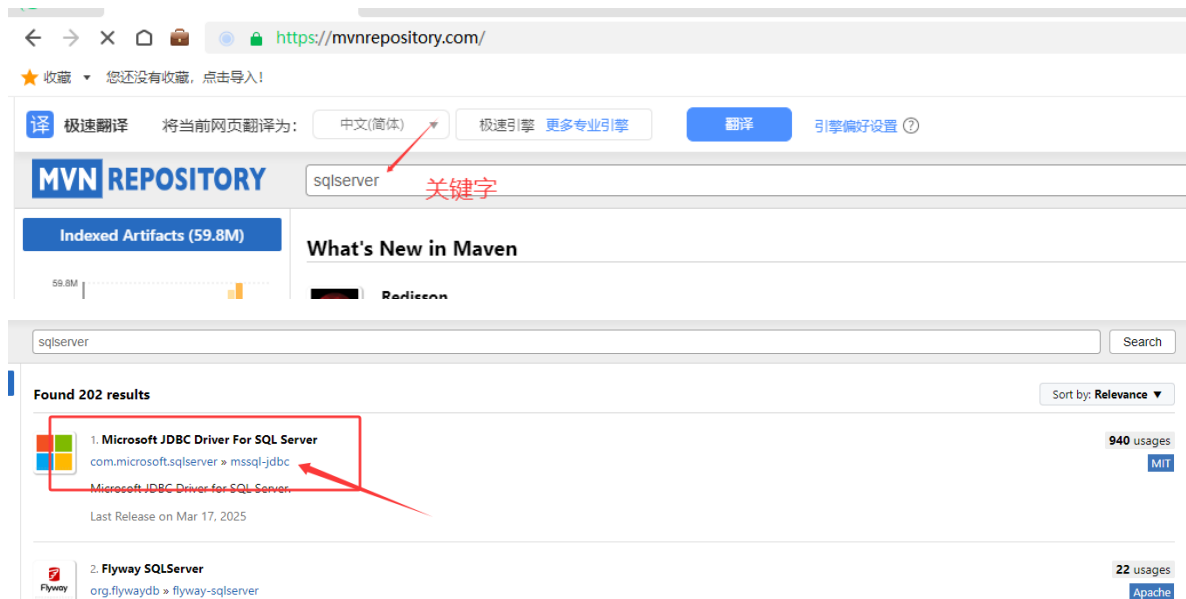 https://mvnrepository.com/
收藏 您还没有收藏，点击导入！
译 极速翻译 将当前网页翻译为： 中文(简体) 极速引擎 更多专业引擎 翻译 引擎偏好设置 ?
MVN REPOSITORY sqlserver 关键字
Indexed Artifacts (59.8M)
What's New in Maven
59.8M
Redisson
sqlserver Search
Found 202 results Sort by: Relevance ▼
1. Microsoft JDBC Driver For SQL Server 940 usages
com.microsoft.sqlserver » mssql-jdbc MIT
Microsoft JDBC Driver for SQL Server.
Last Release on Mar 17, 2025
2. Flyway SQLServer 22 usages
Flyway org.flywaydb » flyway-sqlserver Apache